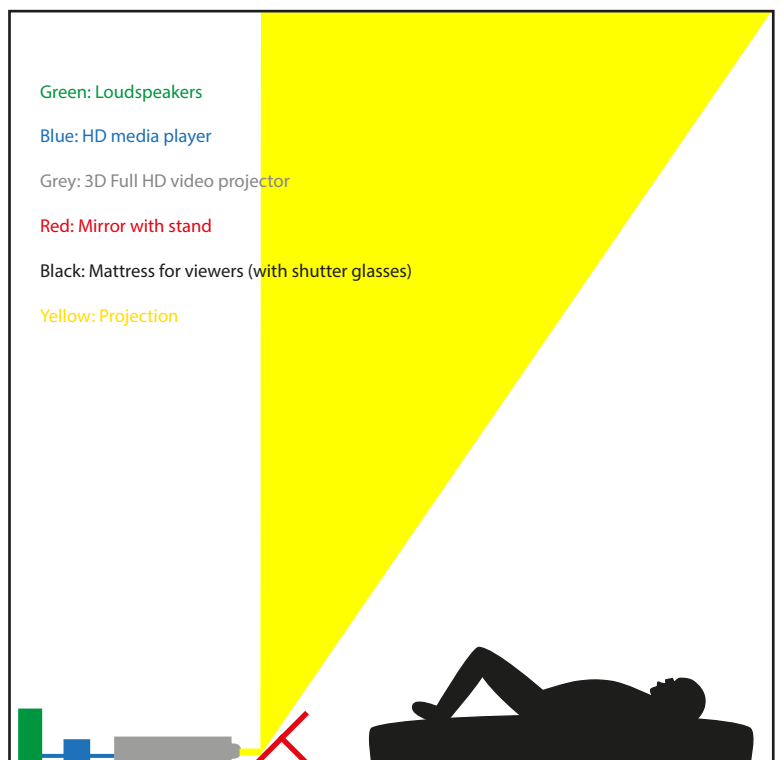 Green: Loudspeakers
Blue: HD media player
Grey: 3D Full HD video projector
Red: Mirror with stand
Black: Mattress for viewers (with shutter glasses)
Yellow: Projection